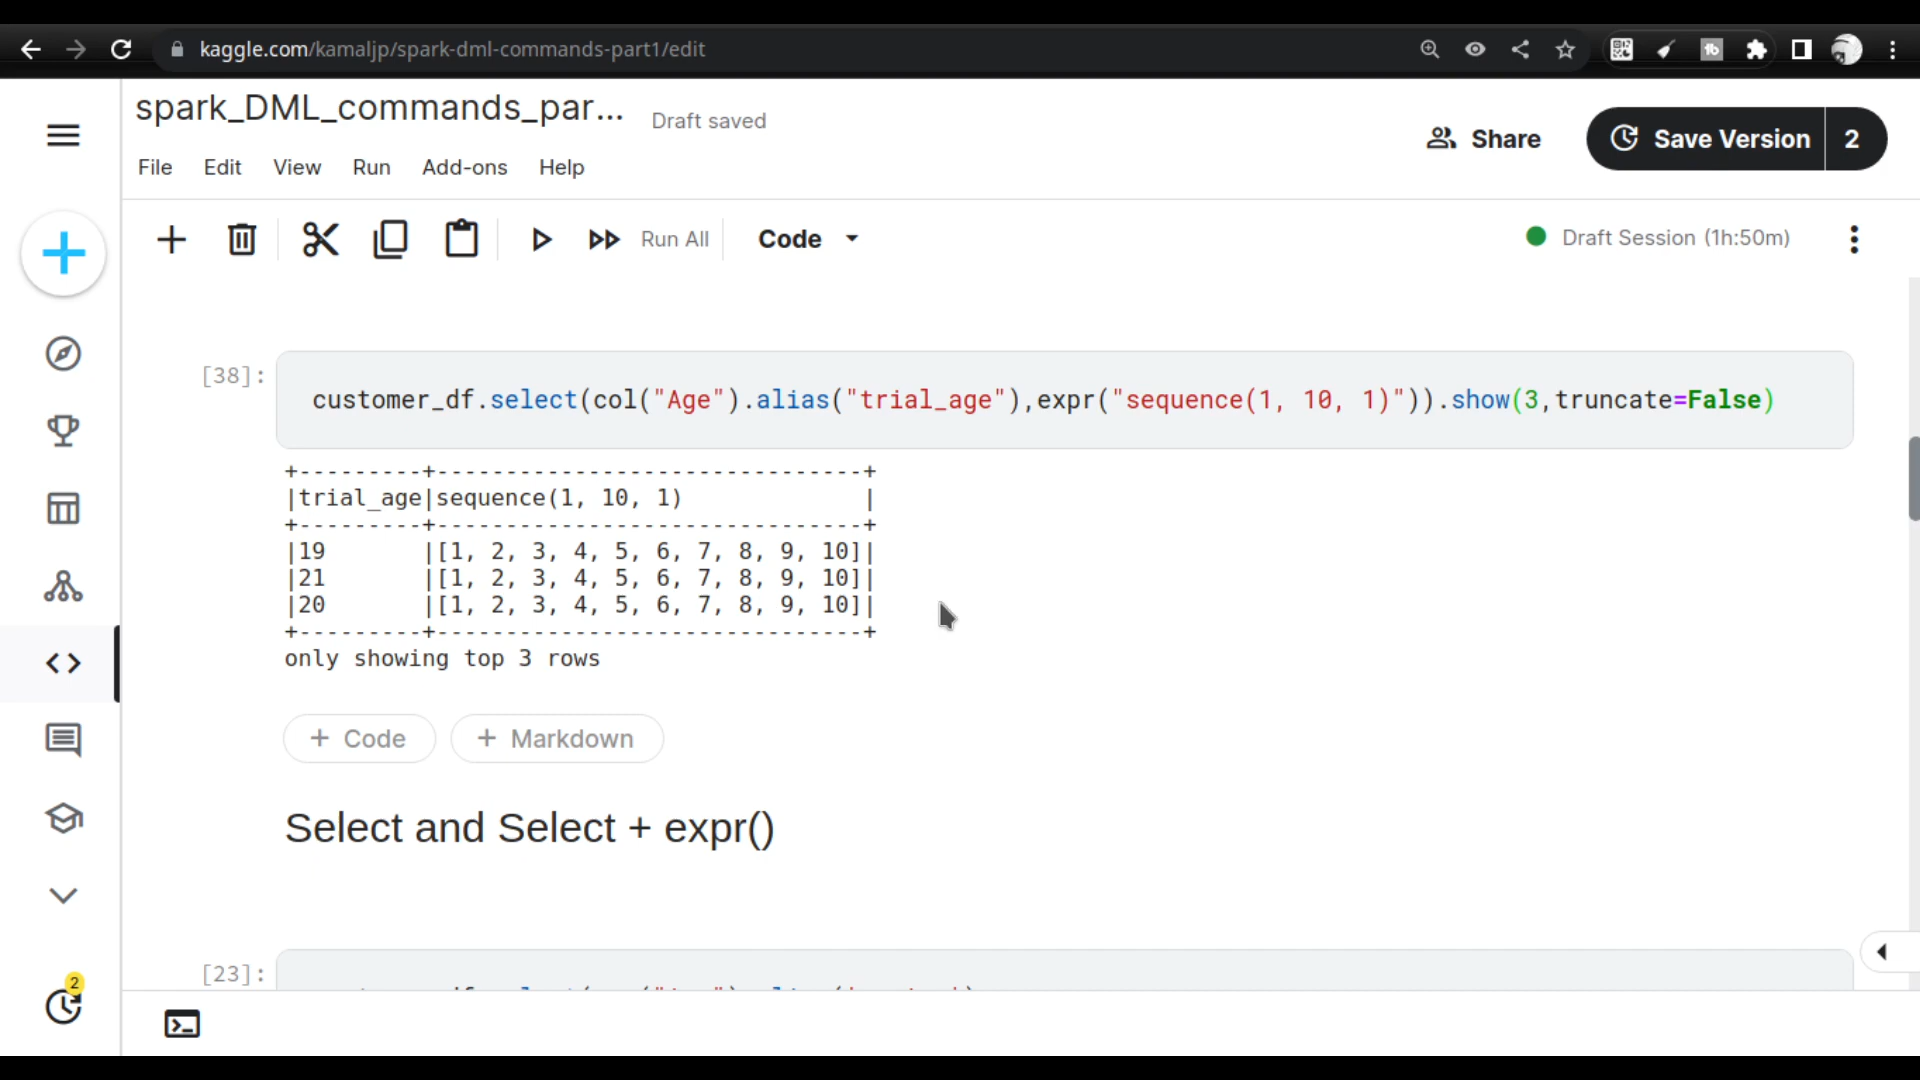 kaggle.com/kamaljp/spark-dml-commands-part1/edit
spark_DML_commands_par...
Draft saved
Share
Save Version
2
File Edit View Run Add-ons Help
Run All
Code
Draft Session (1h:50m)
[38]:
customer_df.select(col("Age").alias("trial_age"),expr("sequence(1, 10, 1)")).show(3,truncate=False)
+---------+-------------------------------+
|trial_age|sequence(1, 10, 1)             |
+---------+-------------------------------+
|19       |[1, 2, 3, 4, 5, 6, 7, 8, 9, 10]|
|21       |[1, 2, 3, 4, 5, 6, 7, 8, 9, 10]|
|20       |[1, 2, 3, 4, 5, 6, 7, 8, 9, 10]|
+---------+-------------------------------+
only showing top 3 rows
+ Code
+ Markdown
Select and Select + expr()
[23]:
2